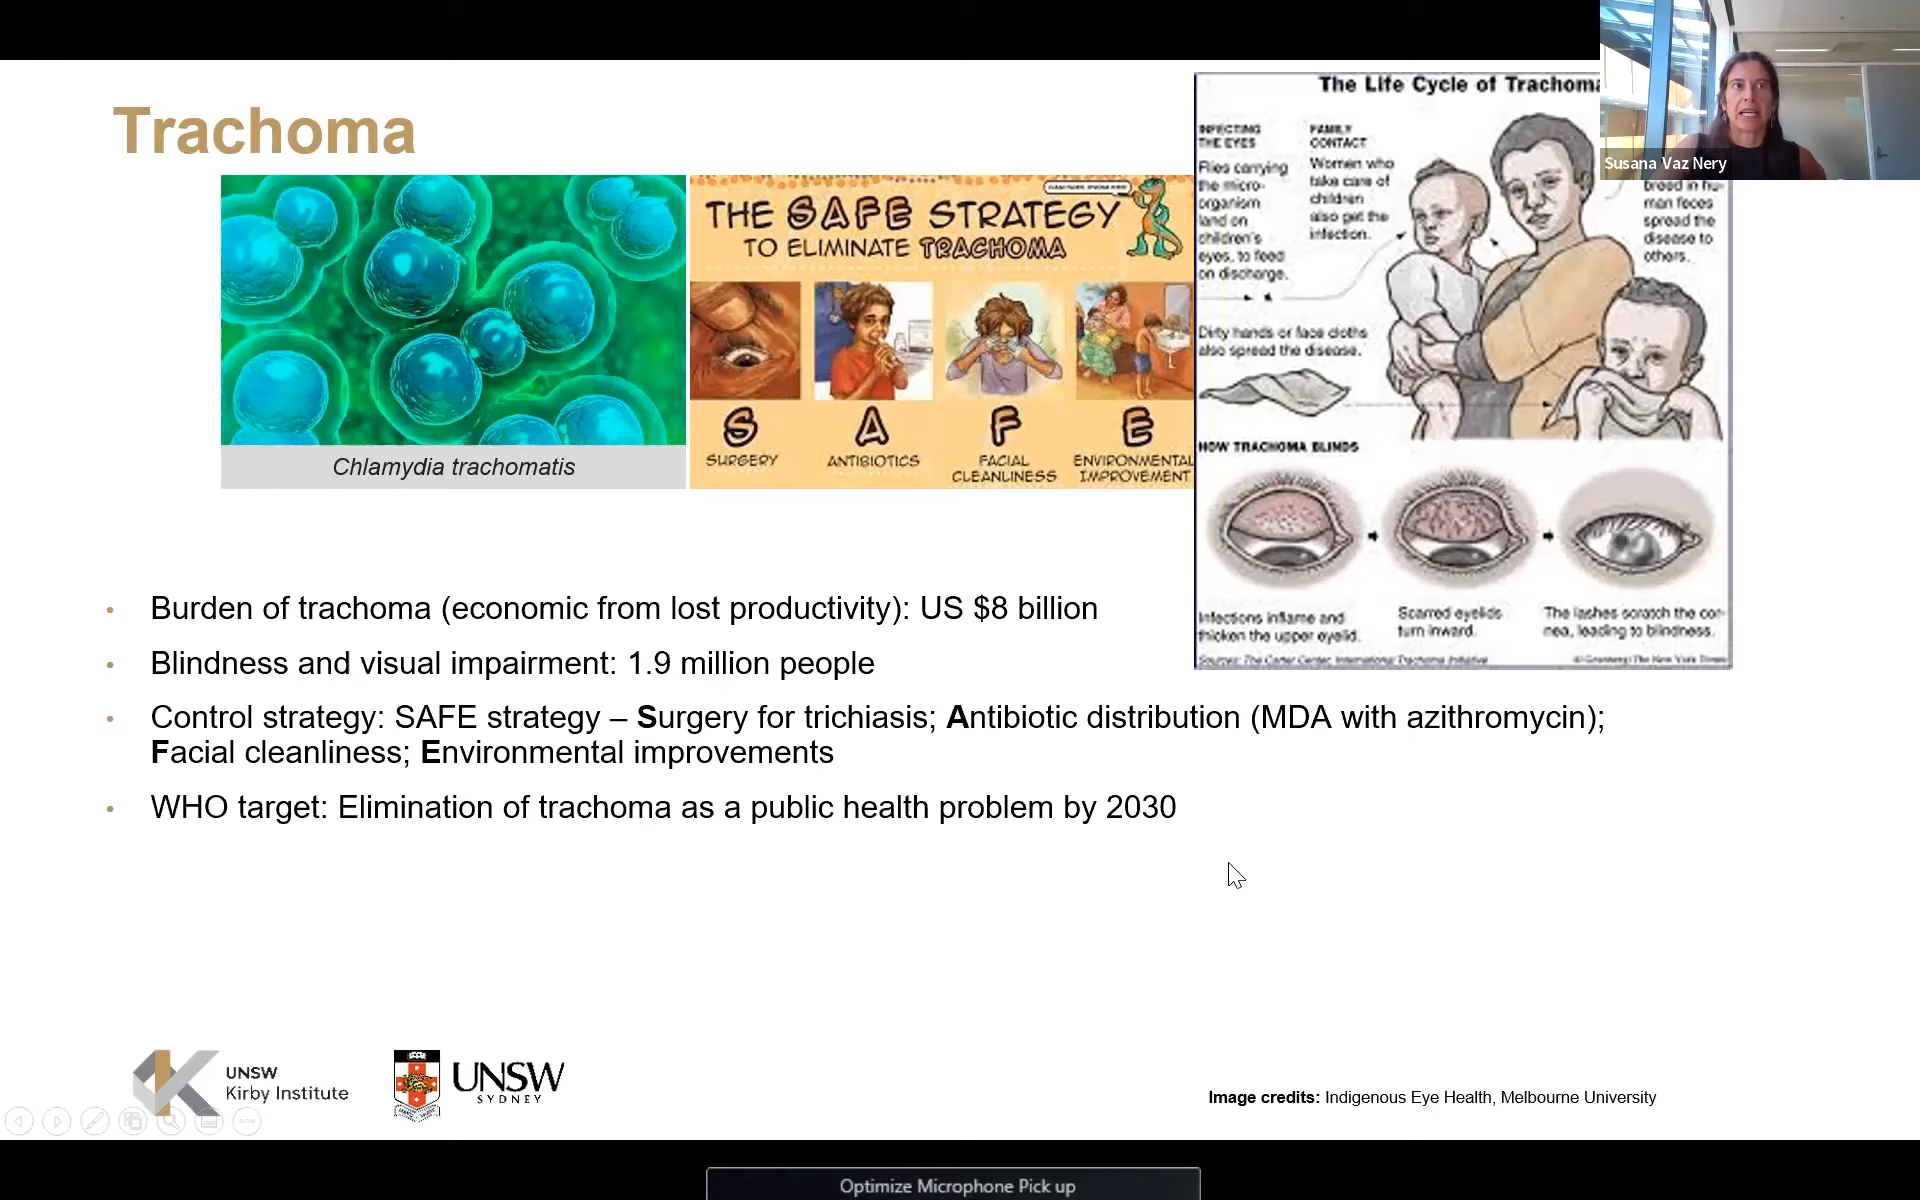 Trachoma
Chlamydia trachomatis
THE SAFE STRATEGY
TO ELIMINATE TRACHOMA
S
SURGERY
A
ANTIBIOTICS
F
FACIAL
CLEANLINESS
E
ENVIRONMENTAL
IMPROVEMENT
The Life Cycle of Trachoma
INFECTING
THE EYES
Flies carrying
the micro-
organism
land on
children's
eyes, to feed
on discharge.
FAMILY
CONTACT
Women who
take care of
children
also get the
infection.
breed in hu-
man feces
spread the
disease to
others.
Dirty hands or face cloths
also spread the disease.
HOW TRACHOMA BLINDS
Infections inflame and
thicken the upper eyelid.
Scarred eyelids
turn inward.
The lashes scratch the cor-
nea, leading to blindness.
Sources: The Carter Center, International Trachoma Initiative
The New York Times
Susana Vaz Nery
• Burden of trachoma (economic from lost productivity): US $8 billion
• Blindness and visual impairment: 1.9 million people
• Control strategy: SAFE strategy – Surgery for trichiasis; Antibiotic distribution (MDA with azithromycin);
Facial cleanliness; Environmental improvements
• WHO target: Elimination of trachoma as a public health problem by 2030
UNSW
Kirby Institute
UNSW
SYDNEY
Image credits: Indigenous Eye Health, Melbourne University
Optimize Microphone Pick up